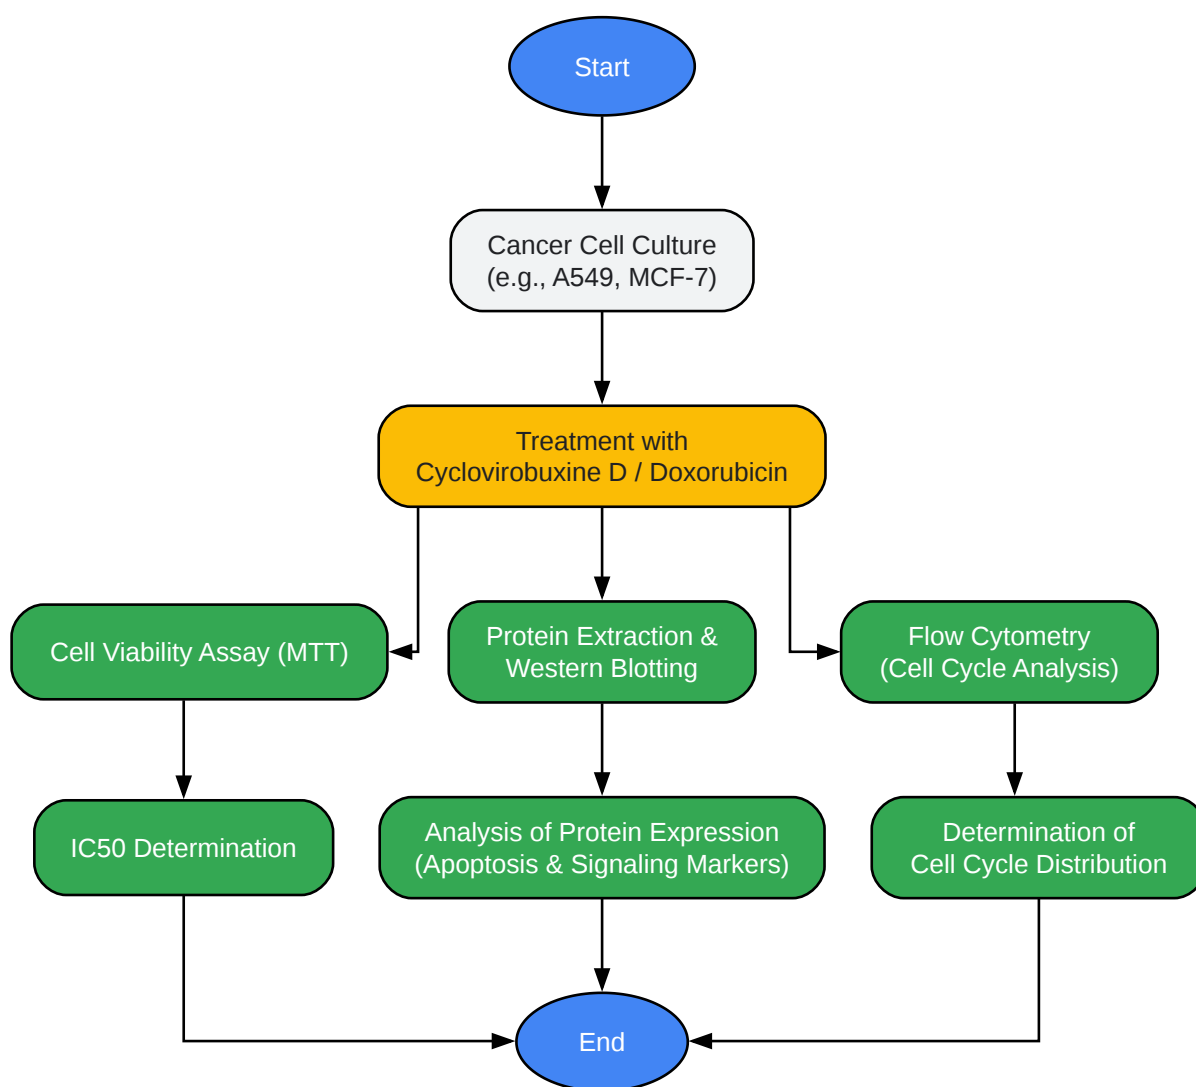 Start
Cancer Cell Culture
(e.g., A549, MCF-7)
Treatment with
Cyclovirobuxine D / Doxorubicin
Cell Viability Assay (MTT)
Protein Extraction &
Western Blotting
Flow Cytometry
(Cell Cycle Analysis)
IC50 Determination
Analysis of Protein Expression
(Apoptosis & Signaling Markers)
Determination of
Cell Cycle Distribution
End